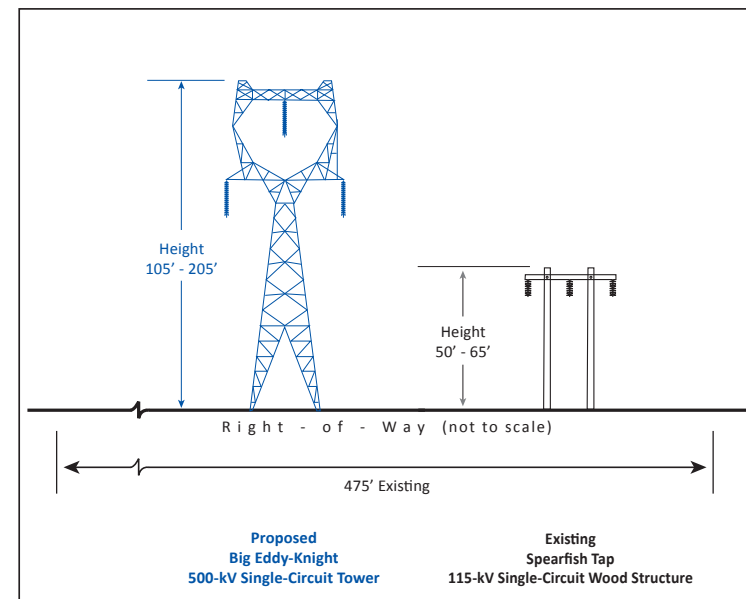 Height
105’ - 205’
Height
50’ - 65’
Right - of - Way (not to scale)
475’ Existing
Proposed
Big Eddy-Knight
500-kV Single-Circuit Tower
Existing
Spearfish Tap
115-kV Single-Circuit Wood Structure